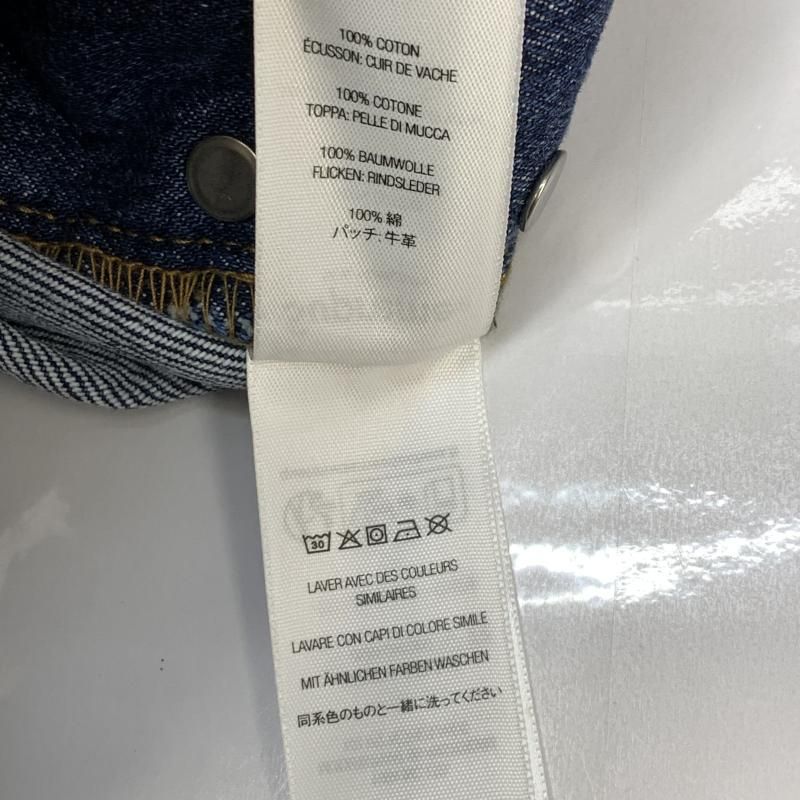 100% COTON
ÉCUSSON: CUIR DE VACHE
100% COTONE
TOPPA: PELLE DI MUCCA
100% BAUMWOLLE
FLICKEN: RINDSLEDER
100% 綿
パッチ: 牛革
30
LAVER AVEC DES COULEURS
SIMILAIRES
LAVARE CON CAPI DI COLORE SIMILE
MIT ÄHNLICHEN FARBEN WASCHEN
同系色のものと一緒に洗ってください